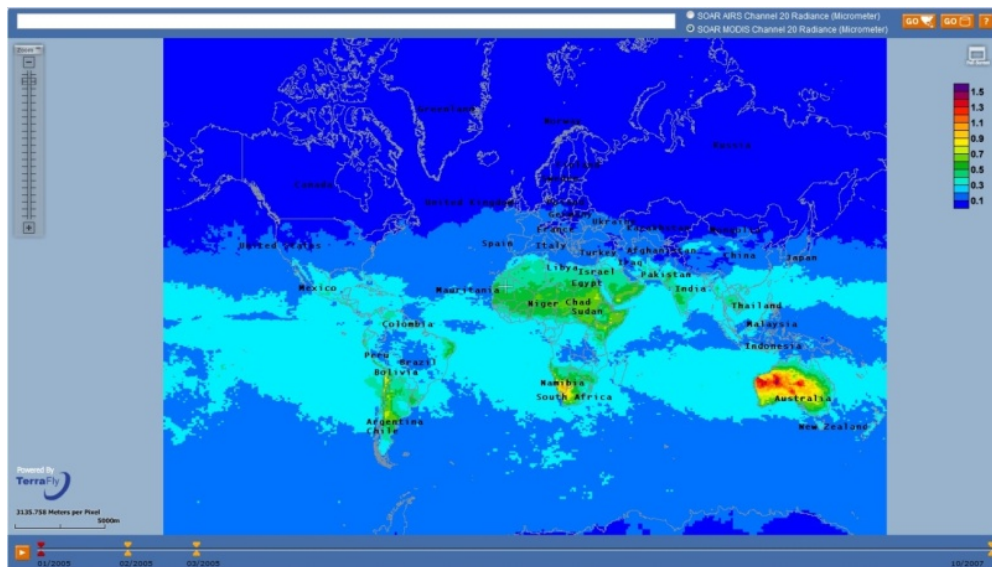 SOAR AIRS Channel 20 Radiance (Micrometer)
SOAR MODIS Channel 20 Radiance (Micrometer)
GO GO ?
Zoom
1.5
1.3
1.1
0.9
0.7
0.5
0.3
0.1
Greenland
Norway
Russia
Canada
United Kingdom
Germany
Ukraine
France
Kazakhstan
Mongolia
United States
Spain
Italy
Turkey
Afghanistan
China
Japan
Iraq
Libya
Israel
Pakistan
Mexico
Mauritania
Egypt
India
Niger Chad
Sudan
Thailand
Colombia
Malaysia
Indonesia
Peru
Brazil
Bolivia
Namibia
South Africa
Australia
Argentina
Chile
New Zealand
Powered By
TerraFly
3135.758 Meters per Pixel
5000m
01/2005 02/2005 03/2005 10/2007